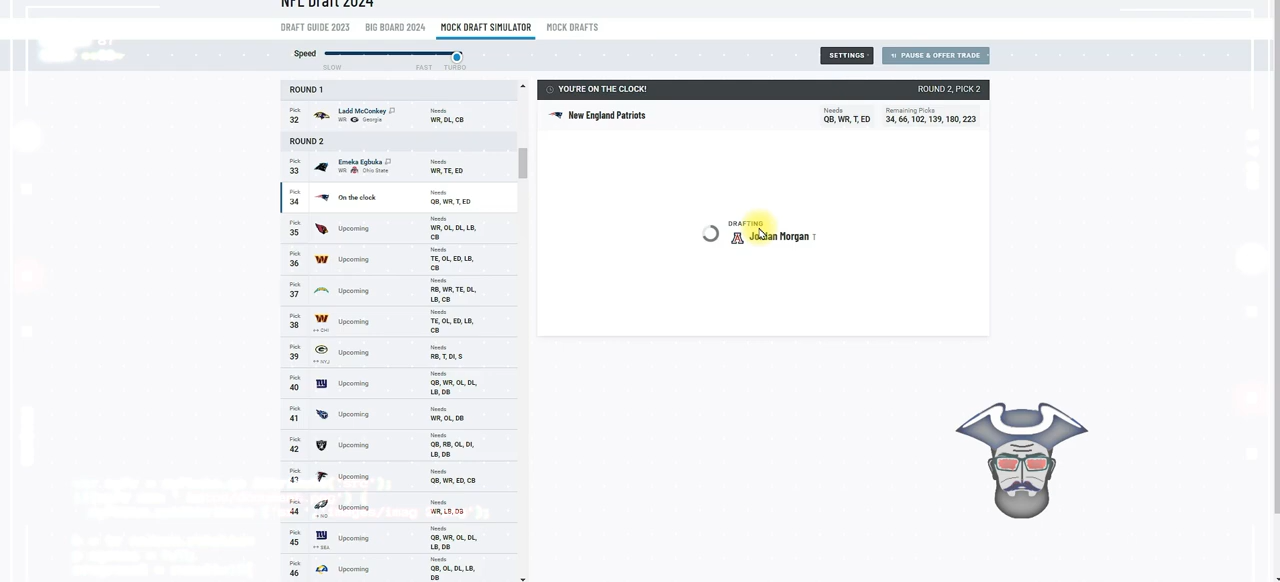 NFL Draft 2024
DRAFT GUIDE 2023 BIG BOARD 2024 MOCK DRAFT SIMULATOR MOCK DRAFTS
Speed
SLOW FAST TURBO
SETTINGS PAUSE & OFFER TRADE
ROUND 1
Pick 32 Ladd McConkey WR Georgia Needs WR, DL, CB
ROUND 2
Pick 33 Emeka Egbuka WR Ohio State Needs WR, TE, ED
Pick 34 On the clock Needs QB, WR, T, ED
Pick 35 Upcoming Needs WR, OL, DL, LB, CB
Pick 36 Upcoming Needs TE, OL, ED, LB, CB
Pick 37 Upcoming Needs RB, WR, TE, DL, LB, CB
Pick 38 CHI Upcoming Needs TE, OL, ED, LB, CB
Pick 39 NYJ Upcoming Needs RB, T, DI, S
Pick 40 Upcoming Needs QB, WR, OL, DL, LB, DB
Pick 41 Upcoming Needs WR, OL, DB
Pick 42 Upcoming Needs QB, RB, OL, DI, LB, DB
Pick 43 Upcoming Needs QB, WR, ED, CB
Pick 44 NO Upcoming Needs WR, LB, DB
Pick 45 SEA Upcoming Needs QB, WR, OL, DL, LB, DB
Pick 46 Upcoming Needs QB, OL, DL, LB, DB
YOU'RE ON THE CLOCK! ROUND 2, PICK 2
New England Patriots
Needs
QB, WR, T, ED
Remaining Picks
34, 66, 102, 139, 180, 223
DRAFTING
Jordan Morgan T